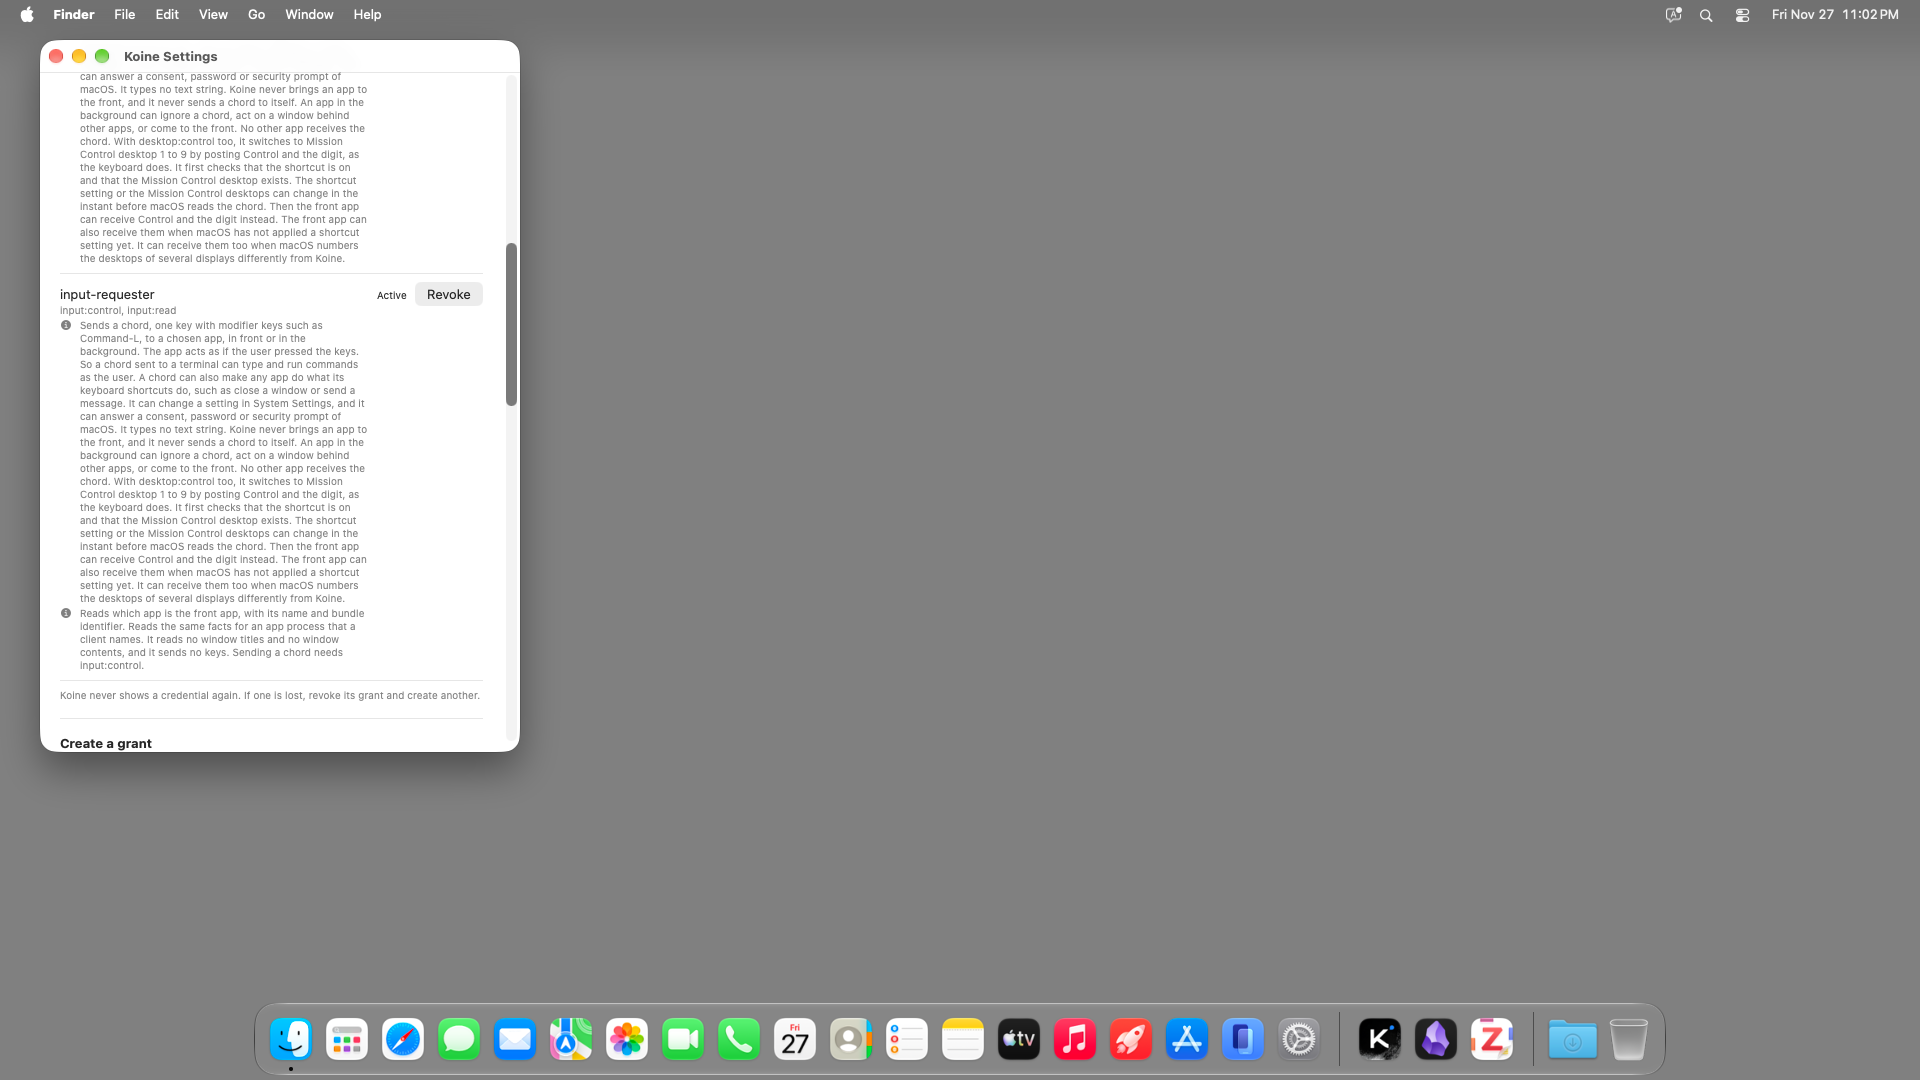 Finder File Edit View Go Window Help
Fri Nov 27 11:02 PM
Koine Settings
can answer a consent, password or security prompt of
macOS. It types no text string. Koine never brings an app to
the front, and it never sends a chord to itself. An app in the
background can ignore a chord, act on a window behind
other apps, or come to the front. No other app receives the
chord. With desktop:control too, it switches to Mission
Control desktop 1 to 9 by posting Control and the digit, as
the keyboard does. It first checks that the shortcut is on
and that the Mission Control desktop exists. The shortcut
setting or the Mission Control desktops can change in the
instant before macOS reads the chord. Then the front app
can receive Control and the digit instead. The front app can
also receive them when macOS has not applied a shortcut
setting yet. It can receive them too when macOS numbers
the desktops of several displays differently from Koine.
input-requester Active Revoke
input:control, input:read
Sends a chord, one key with modifier keys such as
Command-L, to a chosen app, in front or in the
background. The app acts as if the user pressed the keys.
So a chord sent to a terminal can type and run commands
as the user. A chord can also make any app do what its
keyboard shortcuts do, such as close a window or send a
message. It can change a setting in System Settings, and it
can answer a consent, password or security prompt of
macOS. It types no text string. Koine never brings an app to
the front, and it never sends a chord to itself. An app in the
background can ignore a chord, act on a window behind
other apps, or come to the front. No other app receives the
chord. With desktop:control too, it switches to Mission
Control desktop 1 to 9 by posting Control and the digit, as
the keyboard does. It first checks that the shortcut is on
and that the Mission Control desktop exists. The shortcut
setting or the Mission Control desktops can change in the
instant before macOS reads the chord. Then the front app
can receive Control and the digit instead. The front app can
also receive them when macOS has not applied a shortcut
setting yet. It can receive them too when macOS numbers
the desktops of several displays differently from Koine.
Reads which app is the front app, with its name and bundle
identifier. Reads the same facts for an app process that a
client names. It reads no window titles and no window
contents, and it sends no keys. Sending a chord needs
input:control.
Koine never shows a credential again. If one is lost, revoke its grant and create another.
Create a grant
Fri
27
tv
K
Z